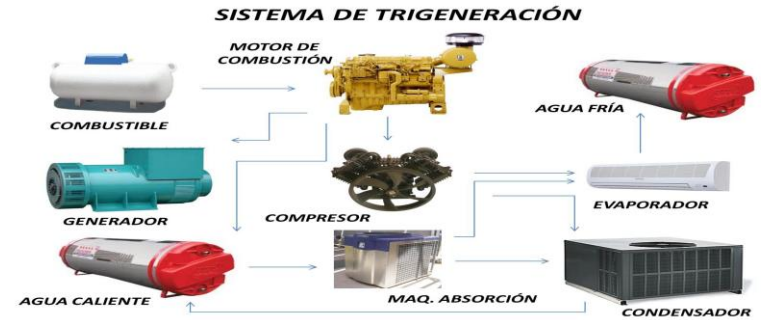 SISTEMA DE TRIGENERACIÓN
MOTOR DE
COMBUSTIÓN
COMBUSTIBLE
AGUA FRÍA
GENERADOR
COMPRESOR
EVAPORADOR
AGUA CALIENTE
MAQ. ABSORCIÓN
CONDENSADOR